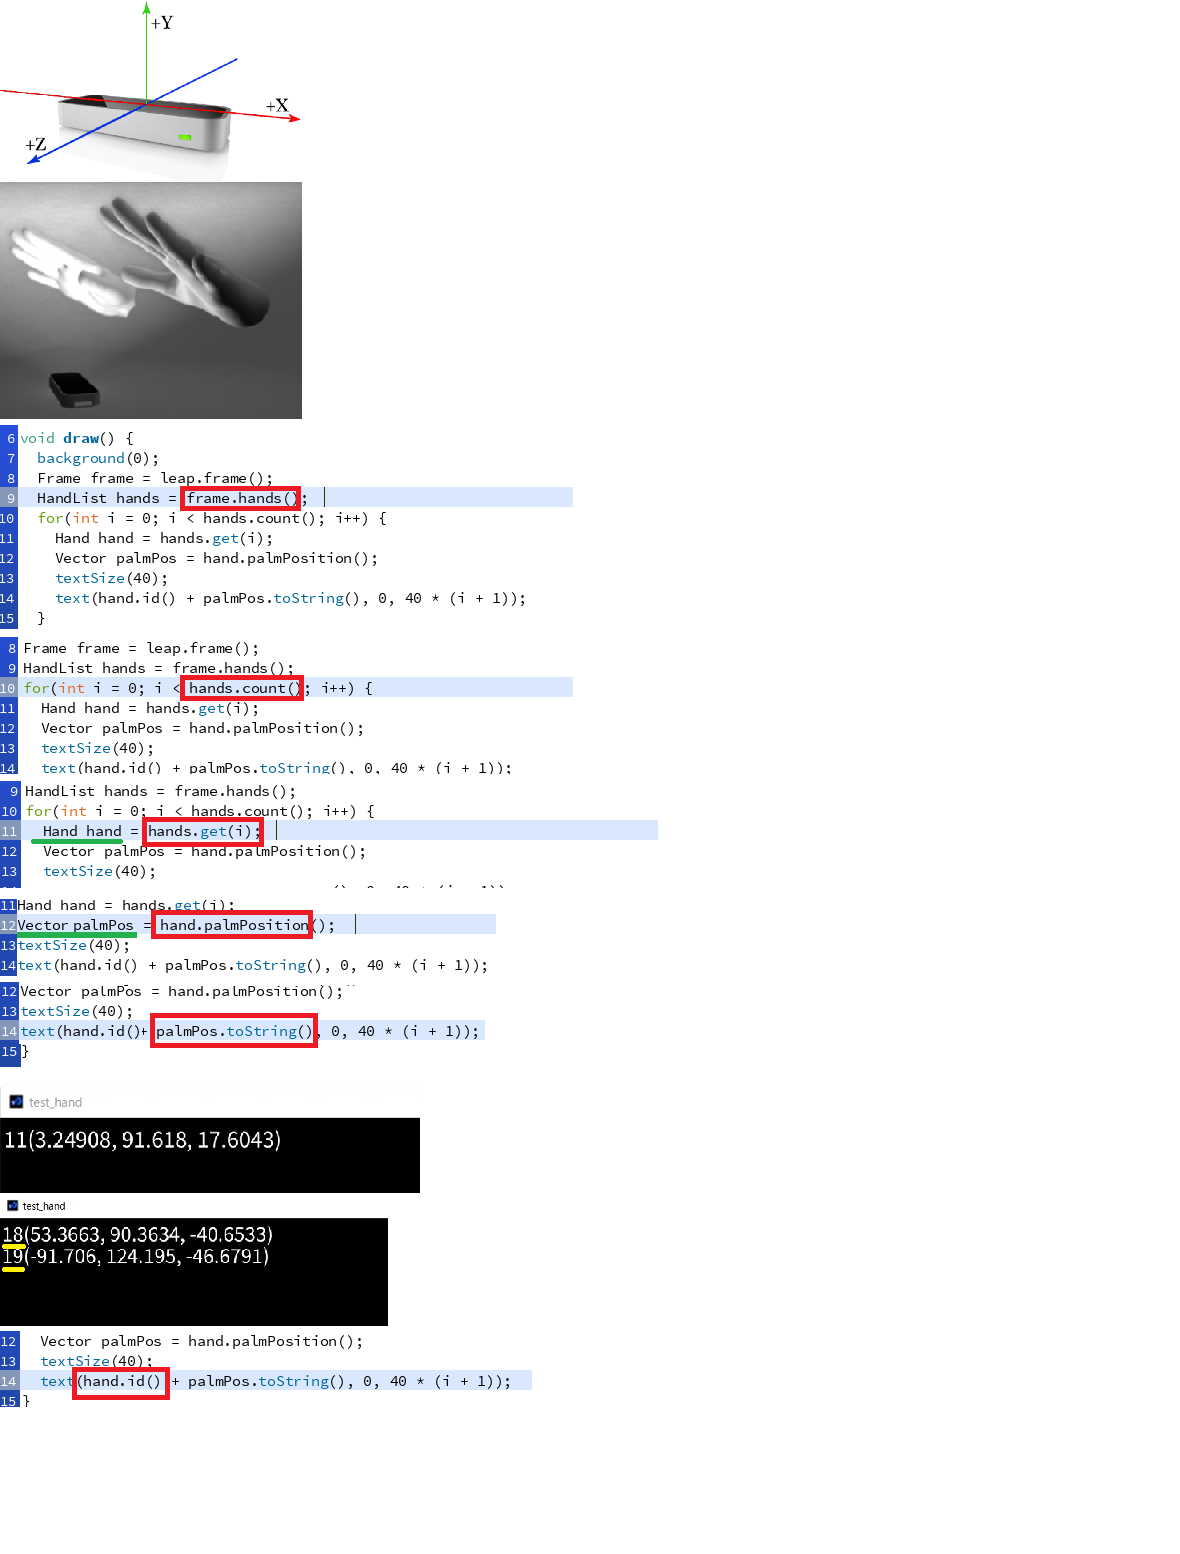 +Y
+X
+Z
6 void draw() {
7 background(0);
8 Frame frame = leap.frame();
9 HandList hands = frame.hands();
10 for(int i = 0; i < hands.count(); i++) {
11 Hand hand = hands.get(i);
12 Vector palmPos = hand.palmPosition();
13 textSize(40);
14 text(hand.id() + palmPos.toString(), 0, 40 * (i + 1));
15 }
8 Frame frame = leap.frame();
9 HandList hands = frame.hands();
10 for(int i = 0; i < hands.count(); i++) {
11 Hand hand = hands.get(i);
12 Vector palmPos = hand.palmPosition();
13 textSize(40);
14 text(hand.id() + palmPos.toString(), 0, 40 * (i + 1));
9 HandList hands = frame.hands();
10 for(int i = 0; i < hands.count(); i++) {
11 Hand hand = hands.get(i);
12 Vector palmPos = hand.palmPosition();
13 textSize(40);
11 Hand hand = hands.get(i);
12 Vector palmPos = hand.palmPosition();
13 textSize(40);
14 text(hand.id() + palmPos.toString(), 0, 40 * (i + 1));
12 Vector palmPos = hand.palmPosition();
13 textSize(40);
14 text(hand.id()+ palmPos.toString(), 0, 40 * (i + 1));
15 }
test_hand
11(3.24908, 91.618, 17.6043)
test_hand
18(53.3663, 90.3634, -40.6533)
19(-91.706, 124.195, -46.6791)
12 Vector palmPos = hand.palmPosition();
13 textSize(40);
14 text(hand.id() + palmPos.toString(), 0, 40 * (i + 1));
15 }